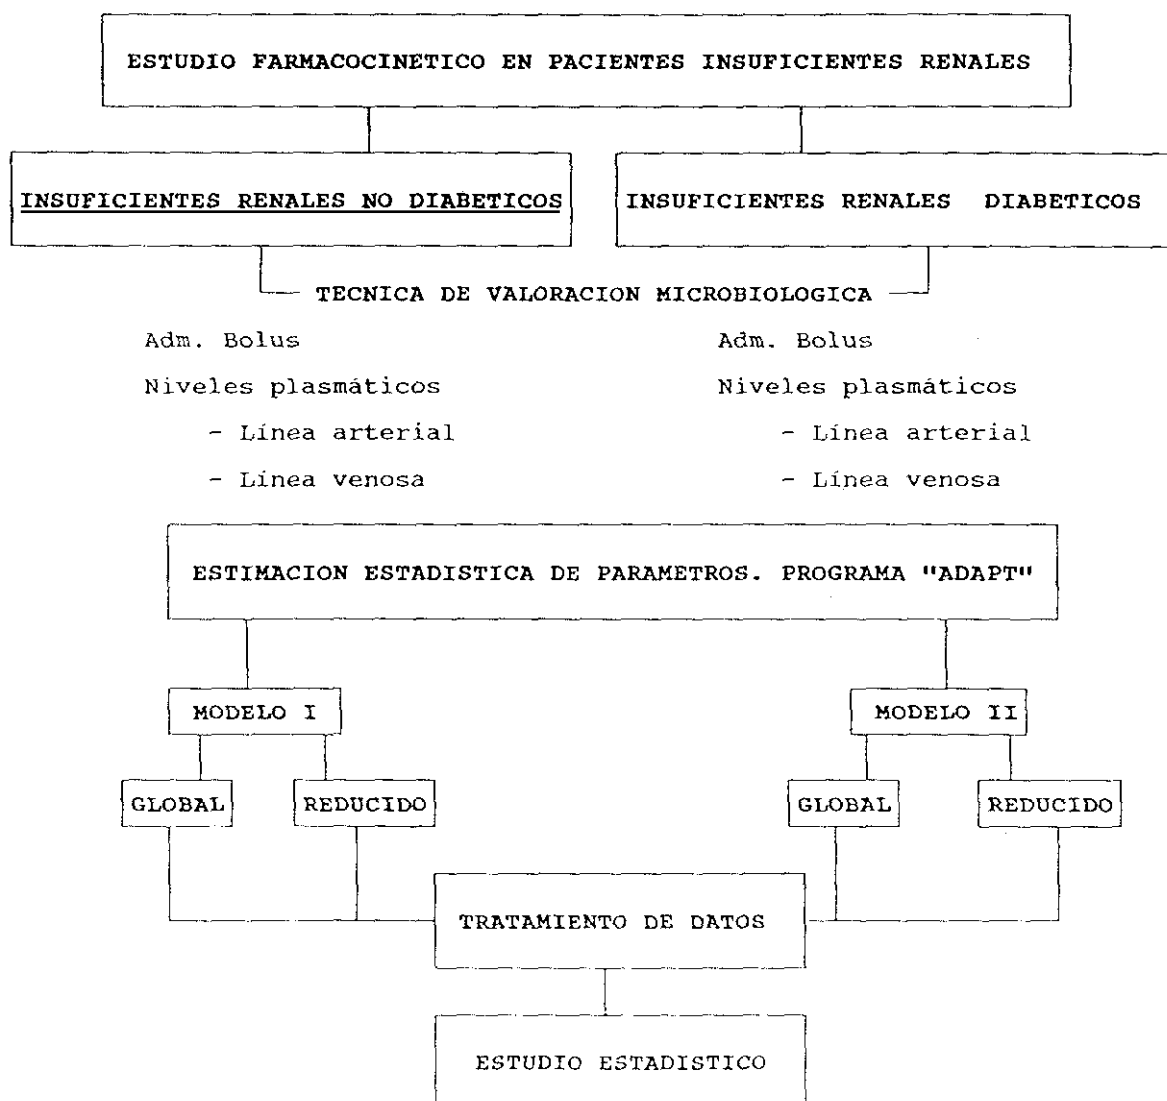 ESTUDIO FARMACOCINETICO EN PACIENTES INSUFICIENTES RENALES
INSUFICIENTES RENALES NO DIABETICOS
INSUFICIENTES RENALES DIABETICOS
TECNICA DE VALORACION MICROBIOLOGICA
Adm. Bolus
Niveles plasmáticos
- Línea arterial
- Línea venosa
Adm. Bolus
Niveles plasmáticos
- Línea arterial
- Línea venosa
ESTIMACION ESTADISTICA DE PARAMETROS. PROGRAMA "ADAPT"
MODELO I
MODELO II
GLOBAL
REDUCIDO
GLOBAL
REDUCIDO
TRATAMIENTO DE DATOS
ESTUDIO ESTADISTICO